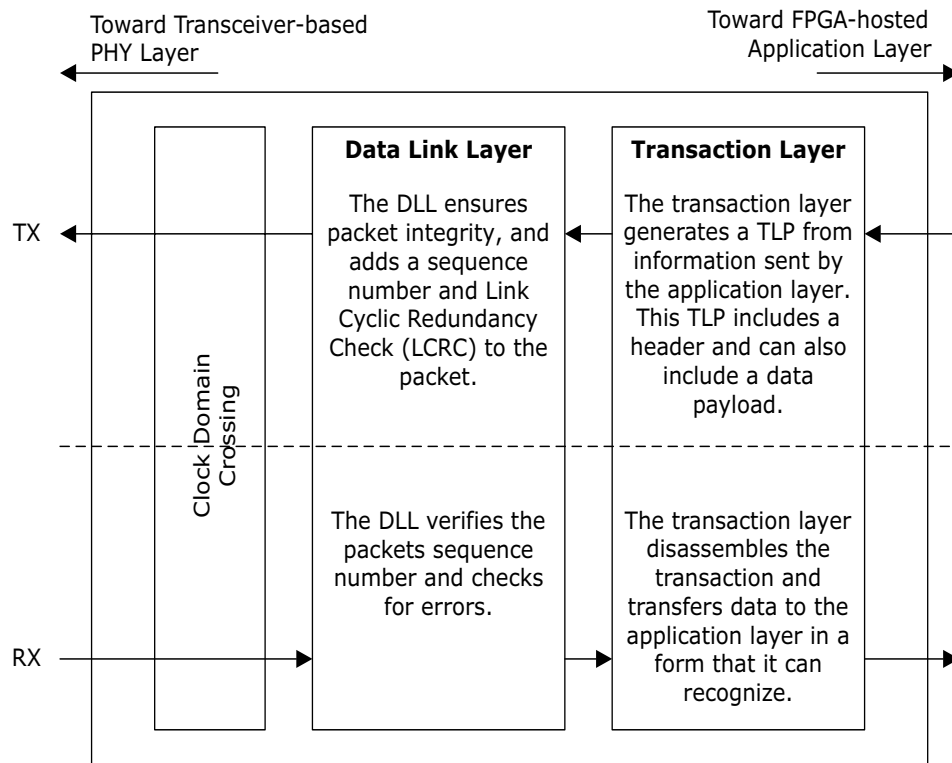 Toward Transceiver-based
PHY Layer
Toward FPGA-hosted
Application Layer
Data Link Layer
The DLL ensures
packet integrity, and
adds a sequence
number and Link
Cyclic Redundancy
Check (LCRC) to the
packet.
Transaction Layer
The transaction layer
generates a TLP from
information sent by
the application layer.
This TLP includes a
header and can also
include a data
payload.
TX
Clock Domain
Crossing
The DLL verifies the
packets sequence
number and checks
for errors.
The transaction layer
disassembles the
transaction and
transfers data to the
application layer in a
form that it can
recognize.
RX